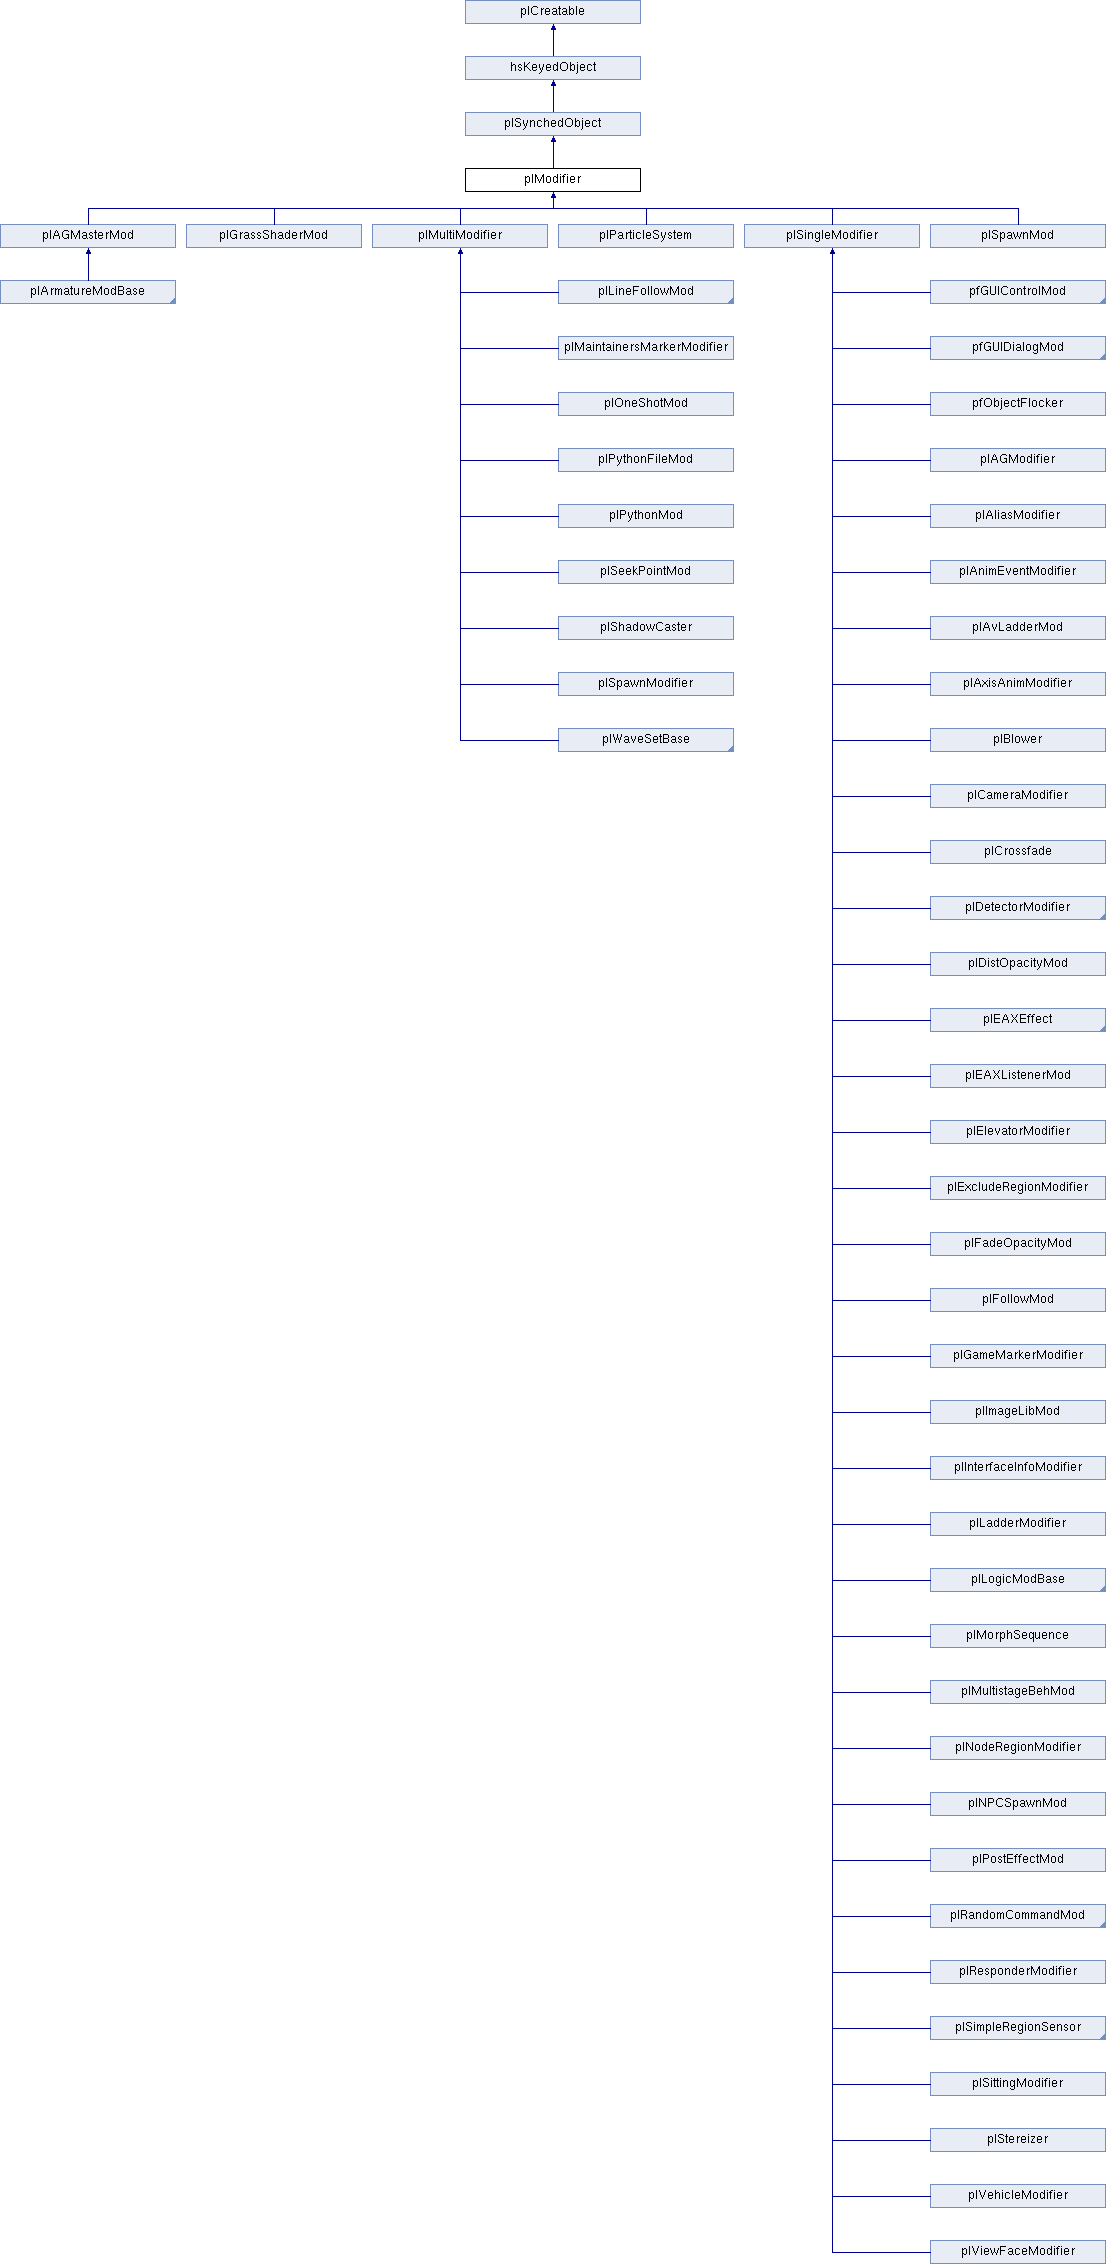 plCreatable
hsKeyedObject
plSynchedObject
plModifier
plAGMasterMod
plGrassShaderMod
plMultiModifier
plParticleSystem
plSingleModifier
plSpawnMod
plArmatureModBase
plLineFollowMod
plMaintainersMarkerModifier
plOneShotMod
plPythonFileMod
plPythonMod
plSeekPointMod
plShadowCaster
plSpawnModifier
plWaveSetBase
pfGUIControlMod
pfGUIDialogMod
pfObjectFlocker
plAGModifier
plAliasModifier
plAnimEventModifier
plAvLadderMod
plAxisAnimModifier
plBlower
plCameraModifier
plCrossfade
plDetectorModifier
plDistOpacityMod
plEAXEffect
plEAXListenerMod
plElevatorModifier
plExcludeRegionModifier
plFadeOpacityMod
plFollowMod
plGameMarkerModifier
plImageLibMod
plInterfaceInfoModifier
plLadderModifier
plLogicModBase
plMorphSequence
plMultistageBehMod
plNodeRegionModifier
plNPCSpawnMod
plPostEffectMod
plRandomCommandMod
plResponderModifier
plSimpleRegionSensor
plSittingModifier
plStereizer
plVehicleModifier
plViewFaceModifier